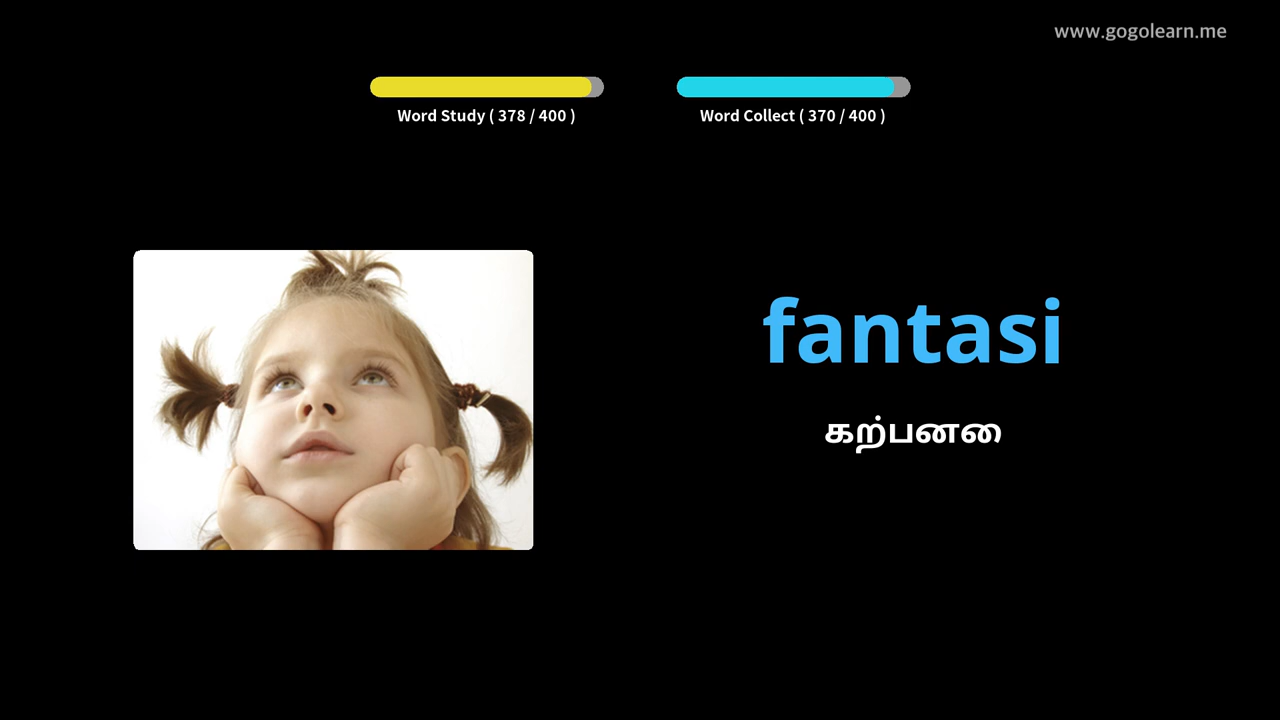 www.gogolearn.me
Word Study ( 378 / 400 )
Word Collect ( 370 / 400 )
fantasi
கற்பனை